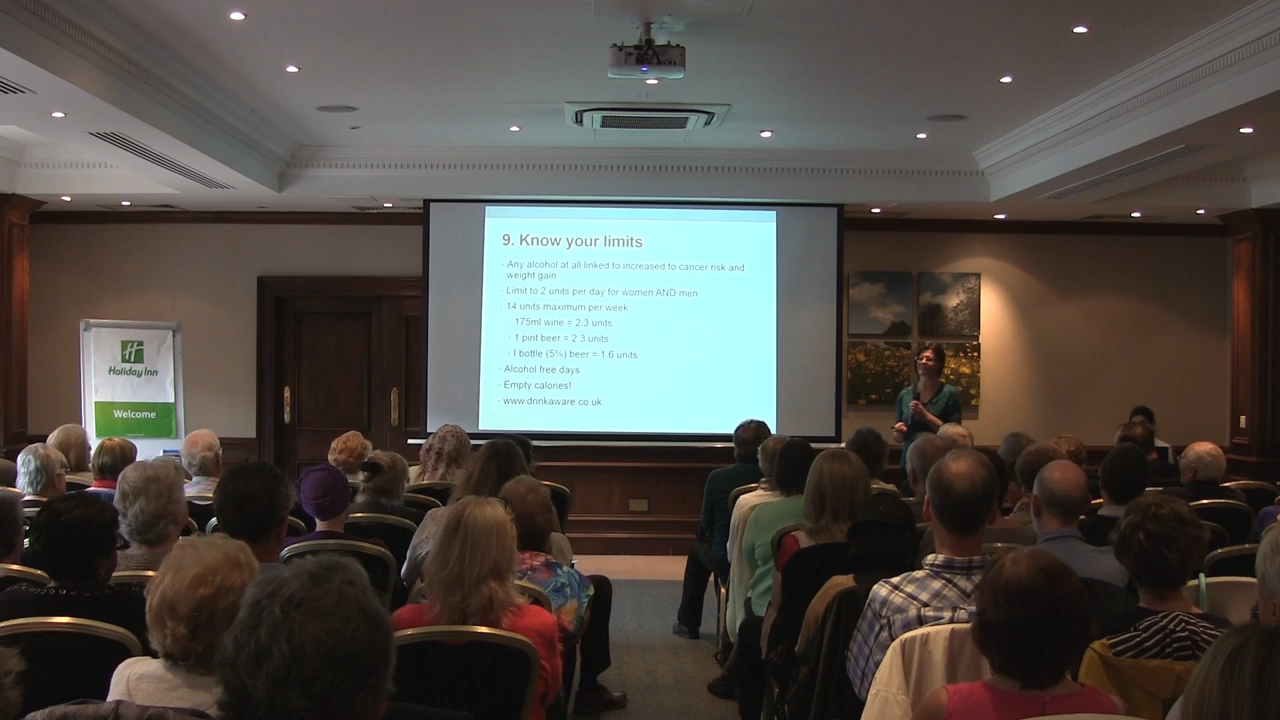 9. Know your limits
· Any alcohol at all linked to increased to cancer risk and
weight gain
· Limit to 2 units per day for women AND men
· 14 units maximum per week
· 175ml wine = 2.3 units
· 1 pint beer = 2.3 units
· I bottle (5%) beer = 1.6 units
· Alcohol free days
· Empty calories!
· www.drinkaware.co.uk
H
Holiday Inn
Welcome